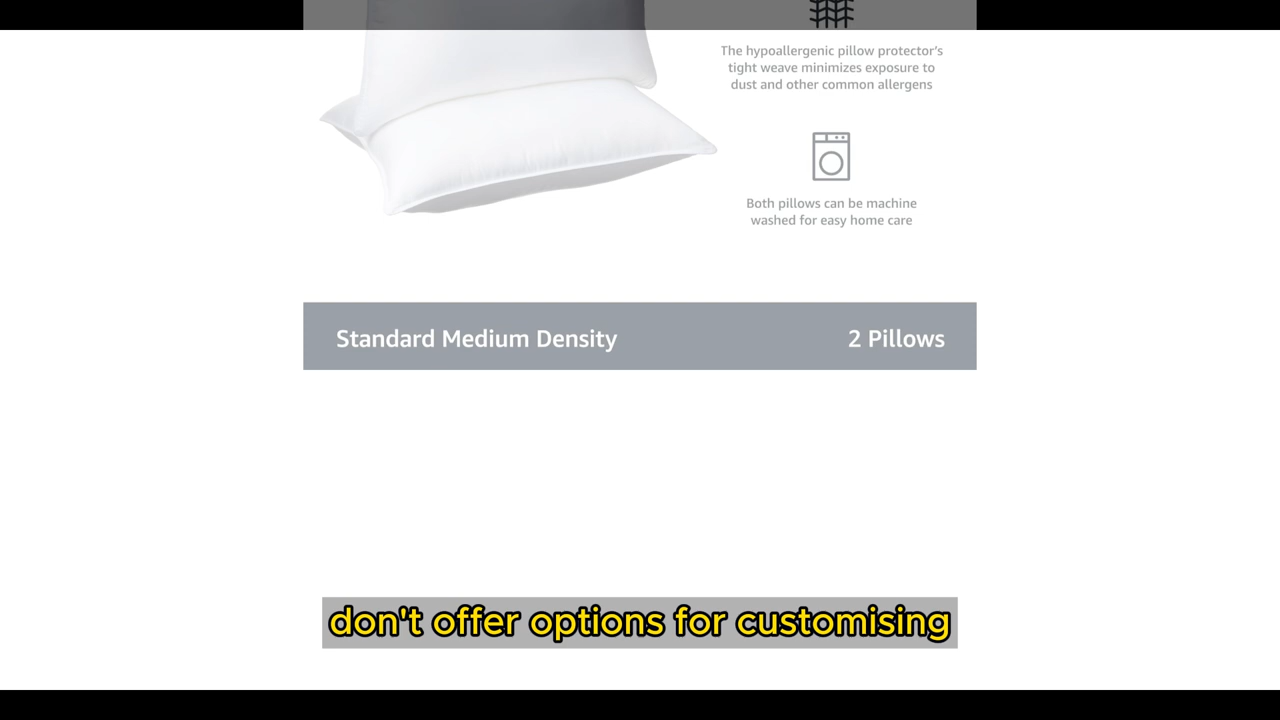 The hypoallergenic pillow protector's
tight weave minimizes exposure to
dust and other common allergens
Both pillows can be machine
washed for easy home care
Standard Medium Density 2 Pillows
don't offer options for customising